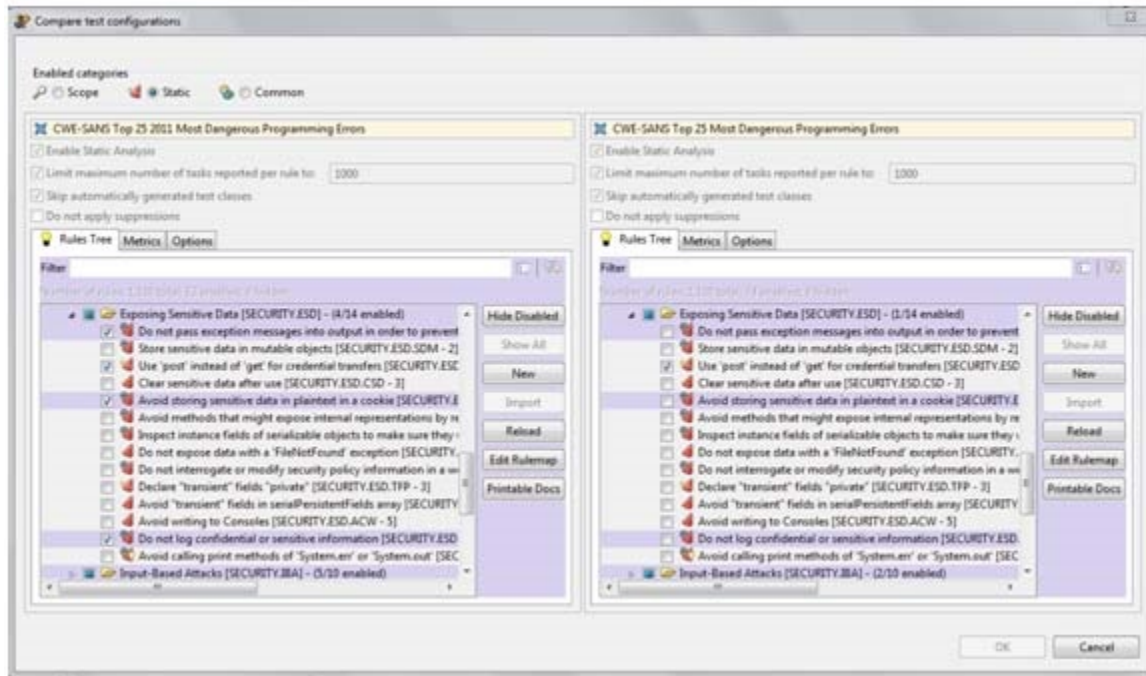 Compare test configurations
Enabled categories
Scope Static Common
CWE-SANS Top 25 2011 Most Dangerous Programming Errors
Enable Static Analysis
Limit maximum number of tasks reported per rule to: 1000
Skip automatically generated test classes
Do not apply suppressions
Rules Tree Metrics Options
Filter
Exposing Sensitive Data [SECURITY.ESD] - (4/14 enabled)
Do not pass exception messages into output in order to prevent
Store sensitive data in mutable objects [SECURITY.ESD.SDM - 2]
Use 'post' instead of 'get' for credential transfers [SECURITY.ESD
Clear sensitive data after use [SECURITY.ESD.CSD - 3]
Avoid storing sensitive data in plaintext in a cookie [SECURITY.E
Avoid methods that might expose internal representations by re
Inspect instance fields of serializable objects to make sure they
Do not expose data with a 'FileNotFound' exception [SECURITY.
Do not interrogate or modify security policy information in a we
Declare "transient" fields "private" [SECURITY.ESD.TFP - 3]
Avoid "transient" fields in serialPersistentFields array [SECURITY
Avoid writing to Consoles [SECURITY.ESD.ACW - 5]
Do not log confidential or sensitive information [SECURITY.ESD
Avoid calling print methods of 'System.err' or 'System.out' [SEC
Input-Based Attacks [SECURITY.IBA] - (5/10 enabled)
Hide Disabled
Show All
New
Import
Reload
Edit Rulemap
Printable Docs
CWE-SANS Top 25 Most Dangerous Programming Errors
Enable Static Analysis
Limit maximum number of tasks reported per rule to: 1000
Skip automatically generated test classes
Do not apply suppressions
Rules Tree Metrics Options
Filter
Exposing Sensitive Data [SECURITY.ESD] - (1/14 enabled)
Do not pass exception messages into output in order to prevent
Store sensitive data in mutable objects [SECURITY.ESD.SDM - 2]
Use 'post' instead of 'get' for credential transfers [SECURITY.ESD
Clear sensitive data after use [SECURITY.ESD.CSD - 3]
Avoid storing sensitive data in plaintext in a cookie [SECURITY.E
Avoid methods that might expose internal representations by re
Inspect instance fields of serializable objects to make sure they
Do not expose data with a 'FileNotFound' exception [SECURITY.
Do not interrogate or modify security policy information in a we
Declare "transient" fields "private" [SECURITY.ESD.TFP - 3]
Avoid "transient" fields in serialPersistentFields array [SECURITY
Avoid writing to Consoles [SECURITY.ESD.ACW - 5]
Do not log confidential or sensitive information [SECURITY.ESD.
Avoid calling print methods of 'System.err' or 'System.out' [SEC
Input-Based Attacks [SECURITY.IBA] - (2/10 enabled)
Hide Disabled
Show All
New
Import
Reload
Edit Rulemap
Printable Docs
OK Cancel